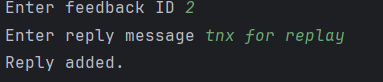 Enter feedback ID 2
Enter reply message tnx for replay
Reply added.